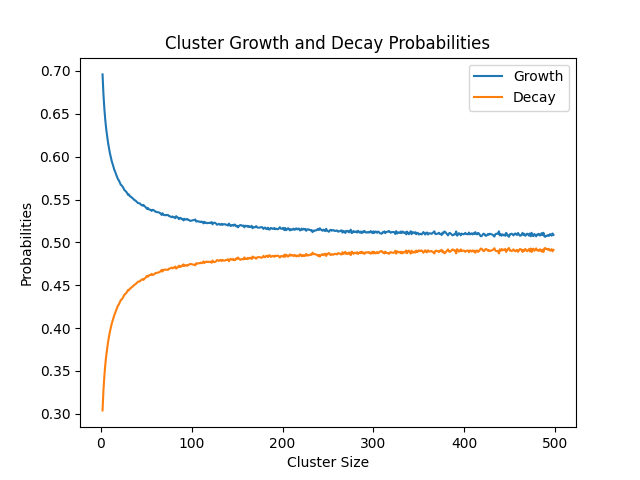 Cluster Growth and Decay Probabilities
Growth
Decay
0.70
0.65
0.60
0.55
0.50
0.45
0.40
0.35
0.30
Probabilities
0 100 200 300 400 500
Cluster Size